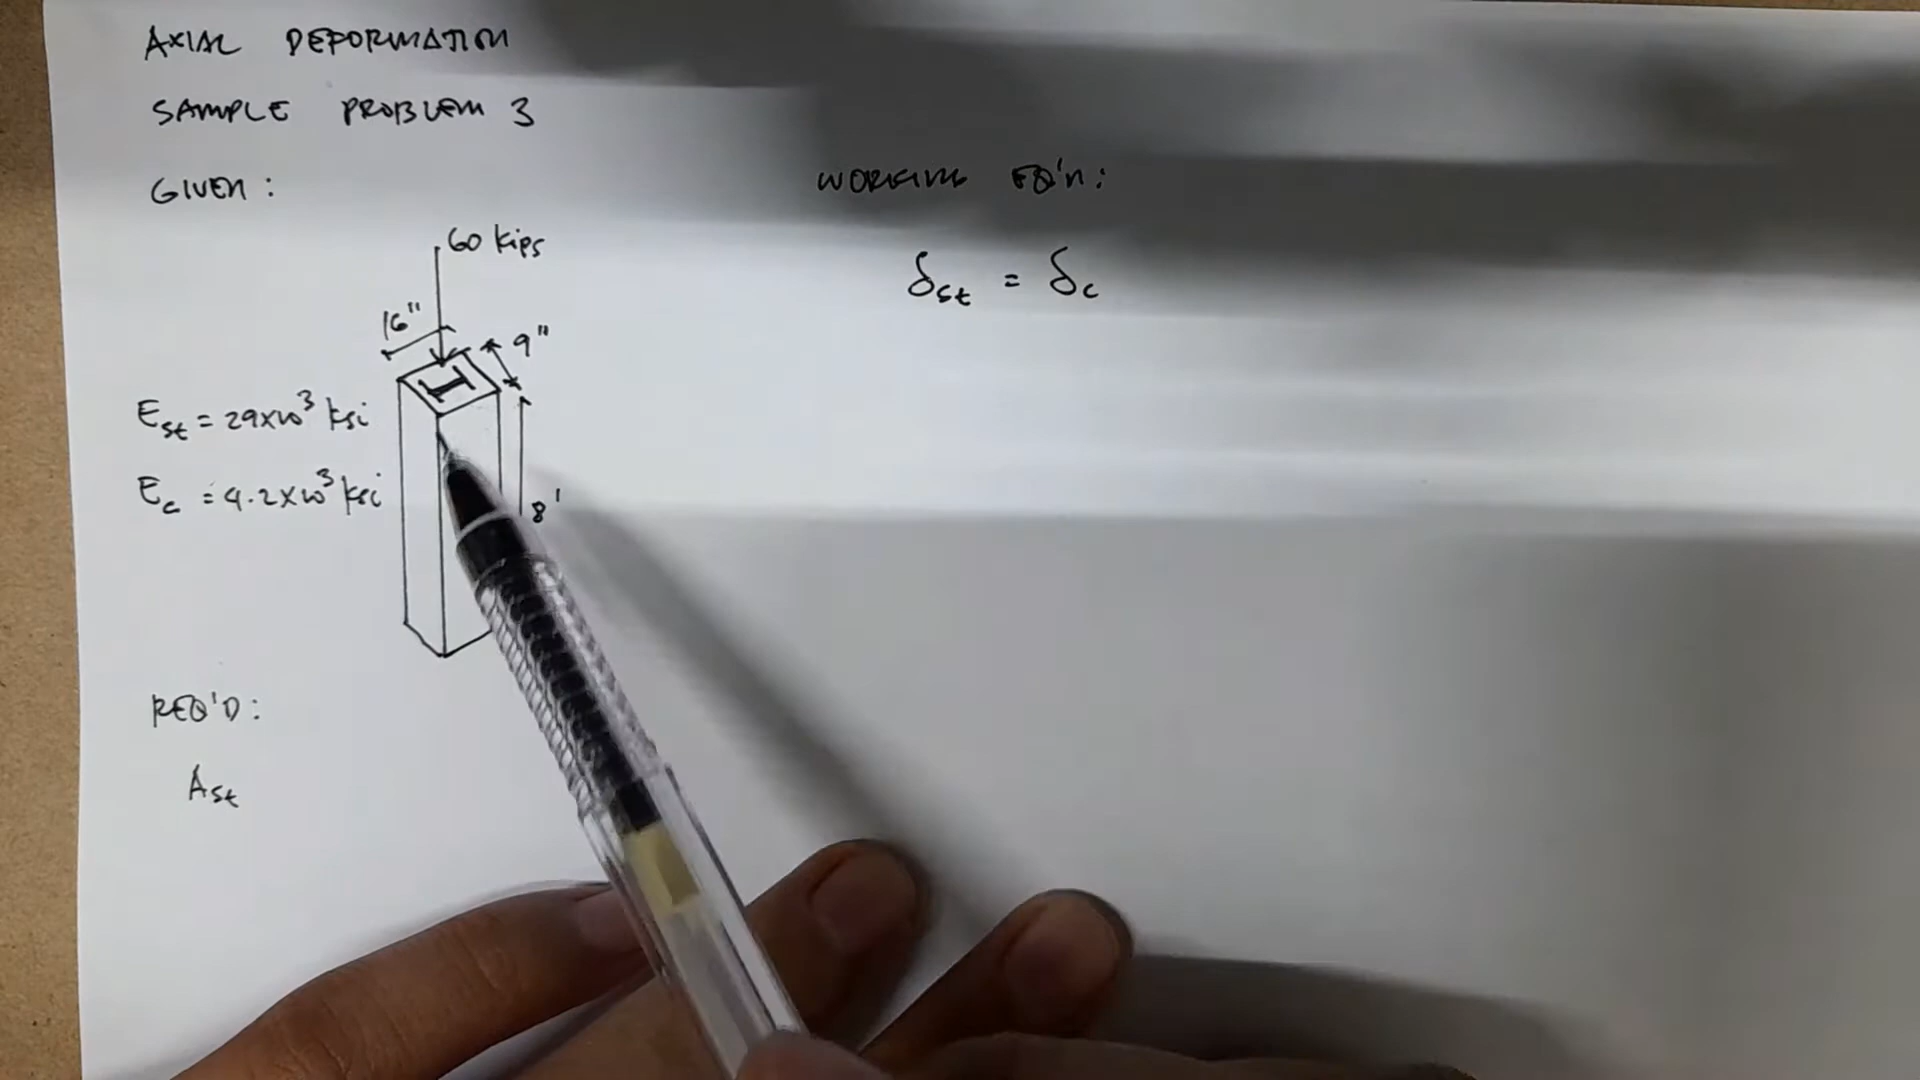 AXIAL DEFORMATION
SAMPLE PROBLEM 3
GIVEN:
WORKING EQ'N:
60 kips
δst = δc
16"
9"
Est = 29x10³ ksi
Ec = 4.2x10³ ksi
8'
REQ'D:
Ast